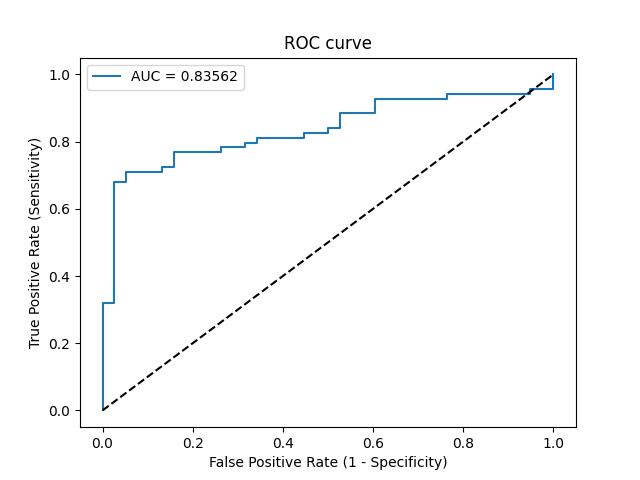 ROC curve
AUC = 0.83562
1.0
0.8
0.6
0.4
0.2
0.0
True Positive Rate (Sensitivity)
0.0 0.2 0.4 0.6 0.8 1.0
False Positive Rate (1 - Specificity)